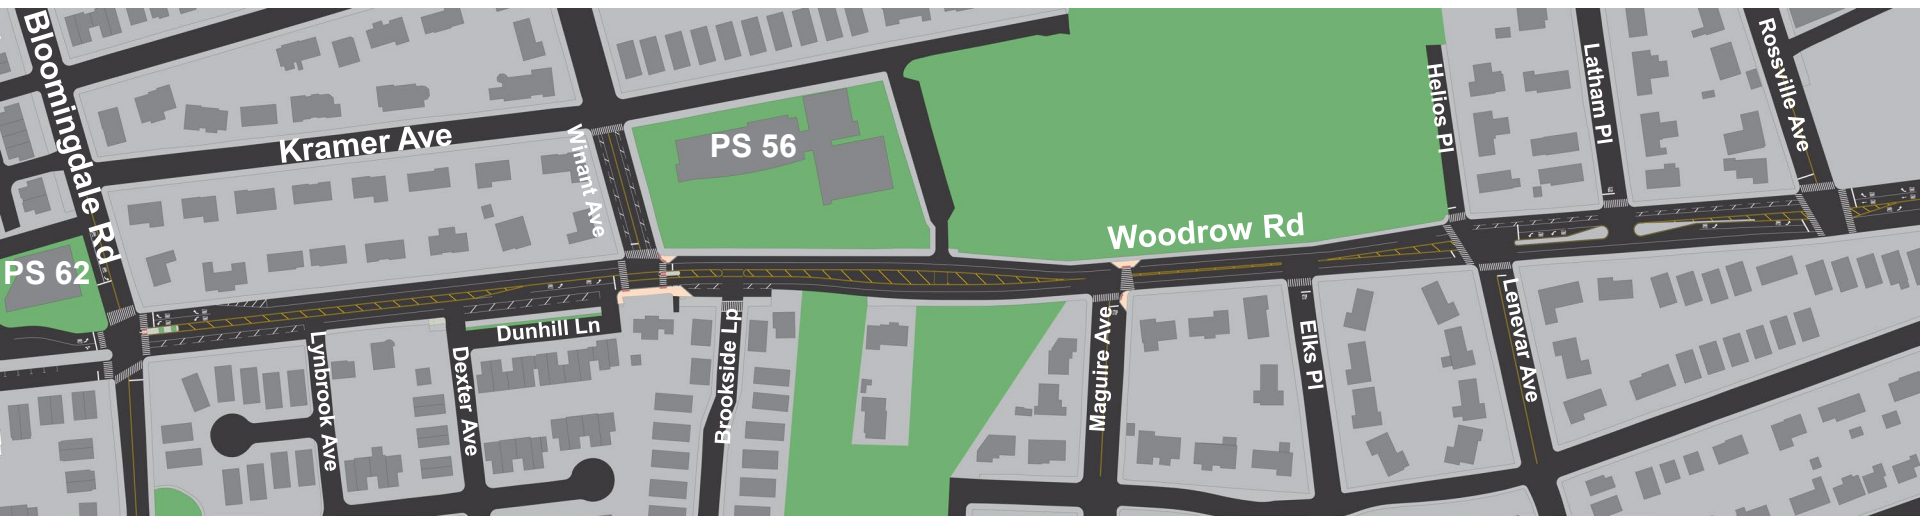 Bloomingdale Rd
Kramer Ave
Winant Ave
PS 56
PS 62
Woodrow Rd
Helios Pl
Latham Pl
Rossville Ave
Dunhill Ln
Lynbrook Ave
Dexter Ave
Brookside Lp
Maguire Ave
Elks Pl
Lenevar Ave